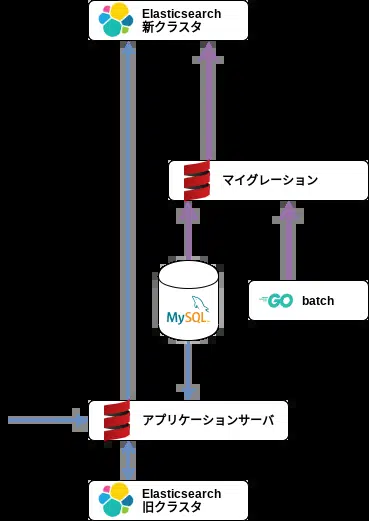 Elasticsearch
新クラスタ
マイグレーション
GO batch
MySQL
アプリケーションサーバ
Elasticsearch
旧クラスタ